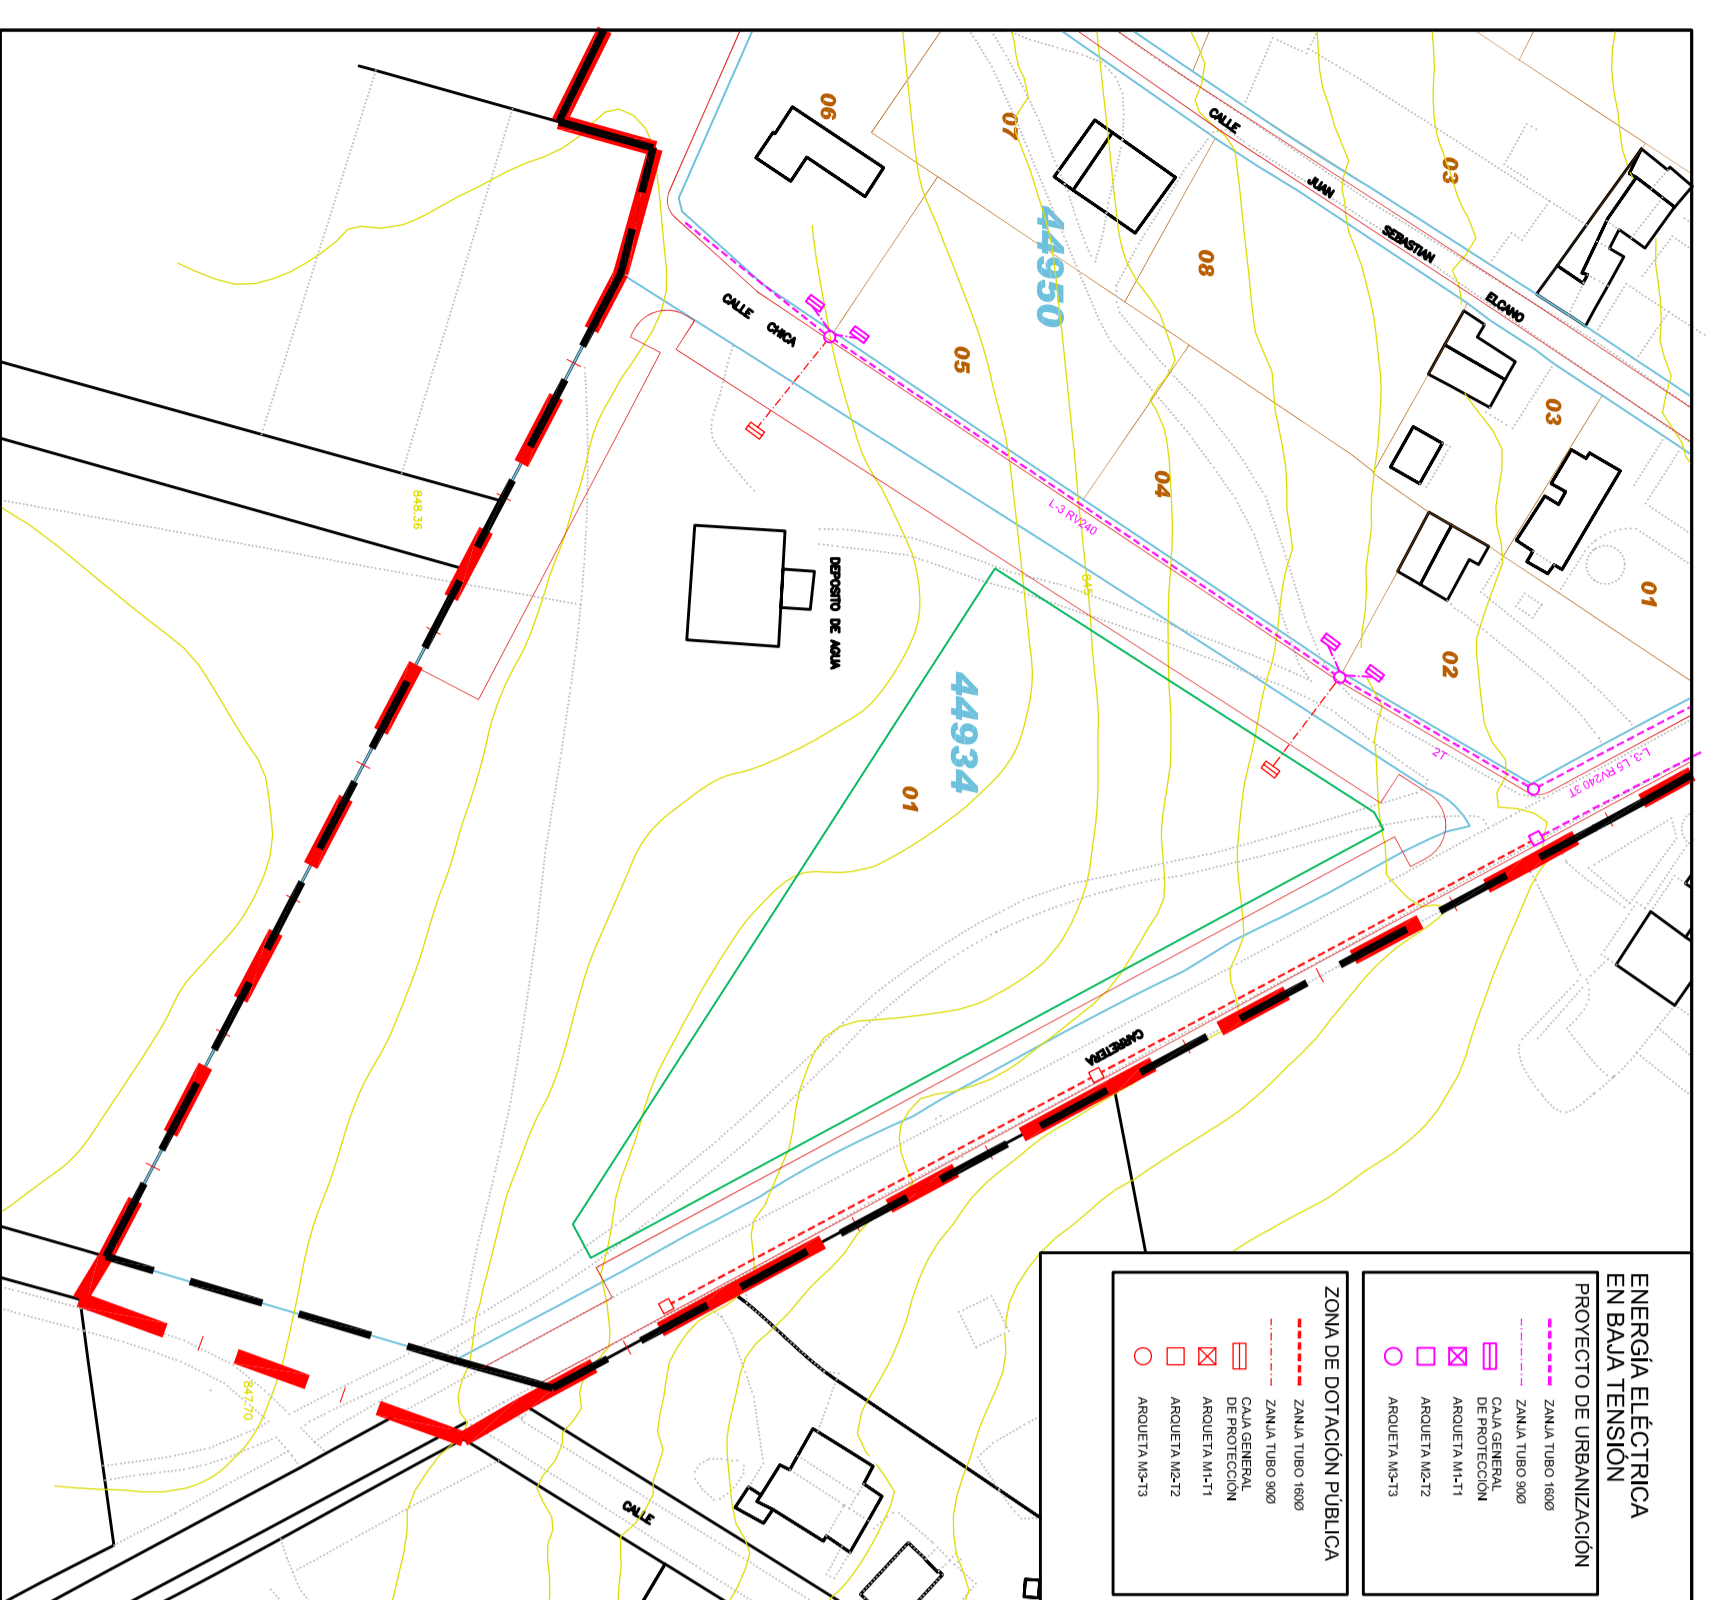 ENERGÍA ELÉCTRICA
EN BAJA TENSIÓN
PROYECTO DE URBANIZACIÓN
ZANJA TUBO 160Ø
ZANJA TUBO 90Ø
CAJA GENERAL
DE PROTECCIÓN
ARQUETA M1-T1
ARQUETA M2-T2
ARQUETA M3-T3
ZONA DE DOTACIÓN PÚBLICA
ZANJA TUBO 160Ø
ZANJA TUBO 90Ø
CAJA GENERAL
DE PROTECCIÓN
ARQUETA M1-T1
ARQUETA M2-T2
ARQUETA M3-T3
CALLE JUAN SEBASTIAN ELCANO
CALLE CHICA
CARRETERA
CALLE
DEPOSITO DE AGUA
44950
44934
06
07
08
03
03
05
04
02
01
01
L-3 RV240
2T
L-3, L5 RV240 3T
848.36
845
847.70